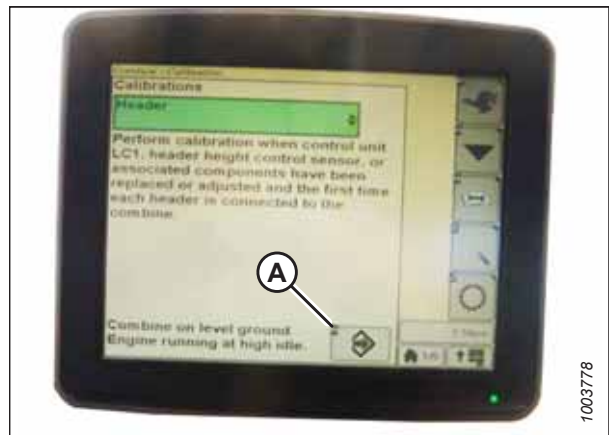 Calibrations
Header
Perform calibration when control unit
LC1, header height control sensor, or
associated components have been
replaced or adjusted and the first time
each header is connected to the
combine.
A
Combine on level ground.
Engine running at high idle.
1003778